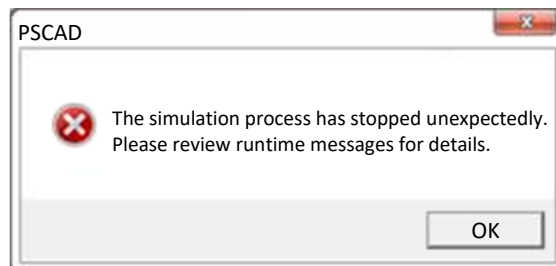 PSCAD
The simulation process has stopped unexpectedly.
Please review runtime messages for details.
OK